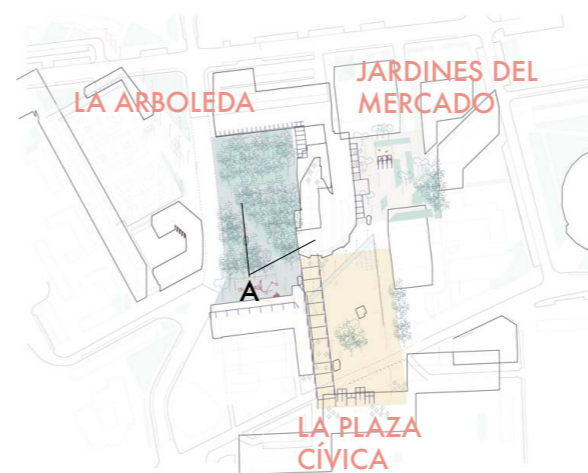 LA ARBOLEDA
JARDINES DEL
MERCADO
A
LA PLAZA
CÍVICA